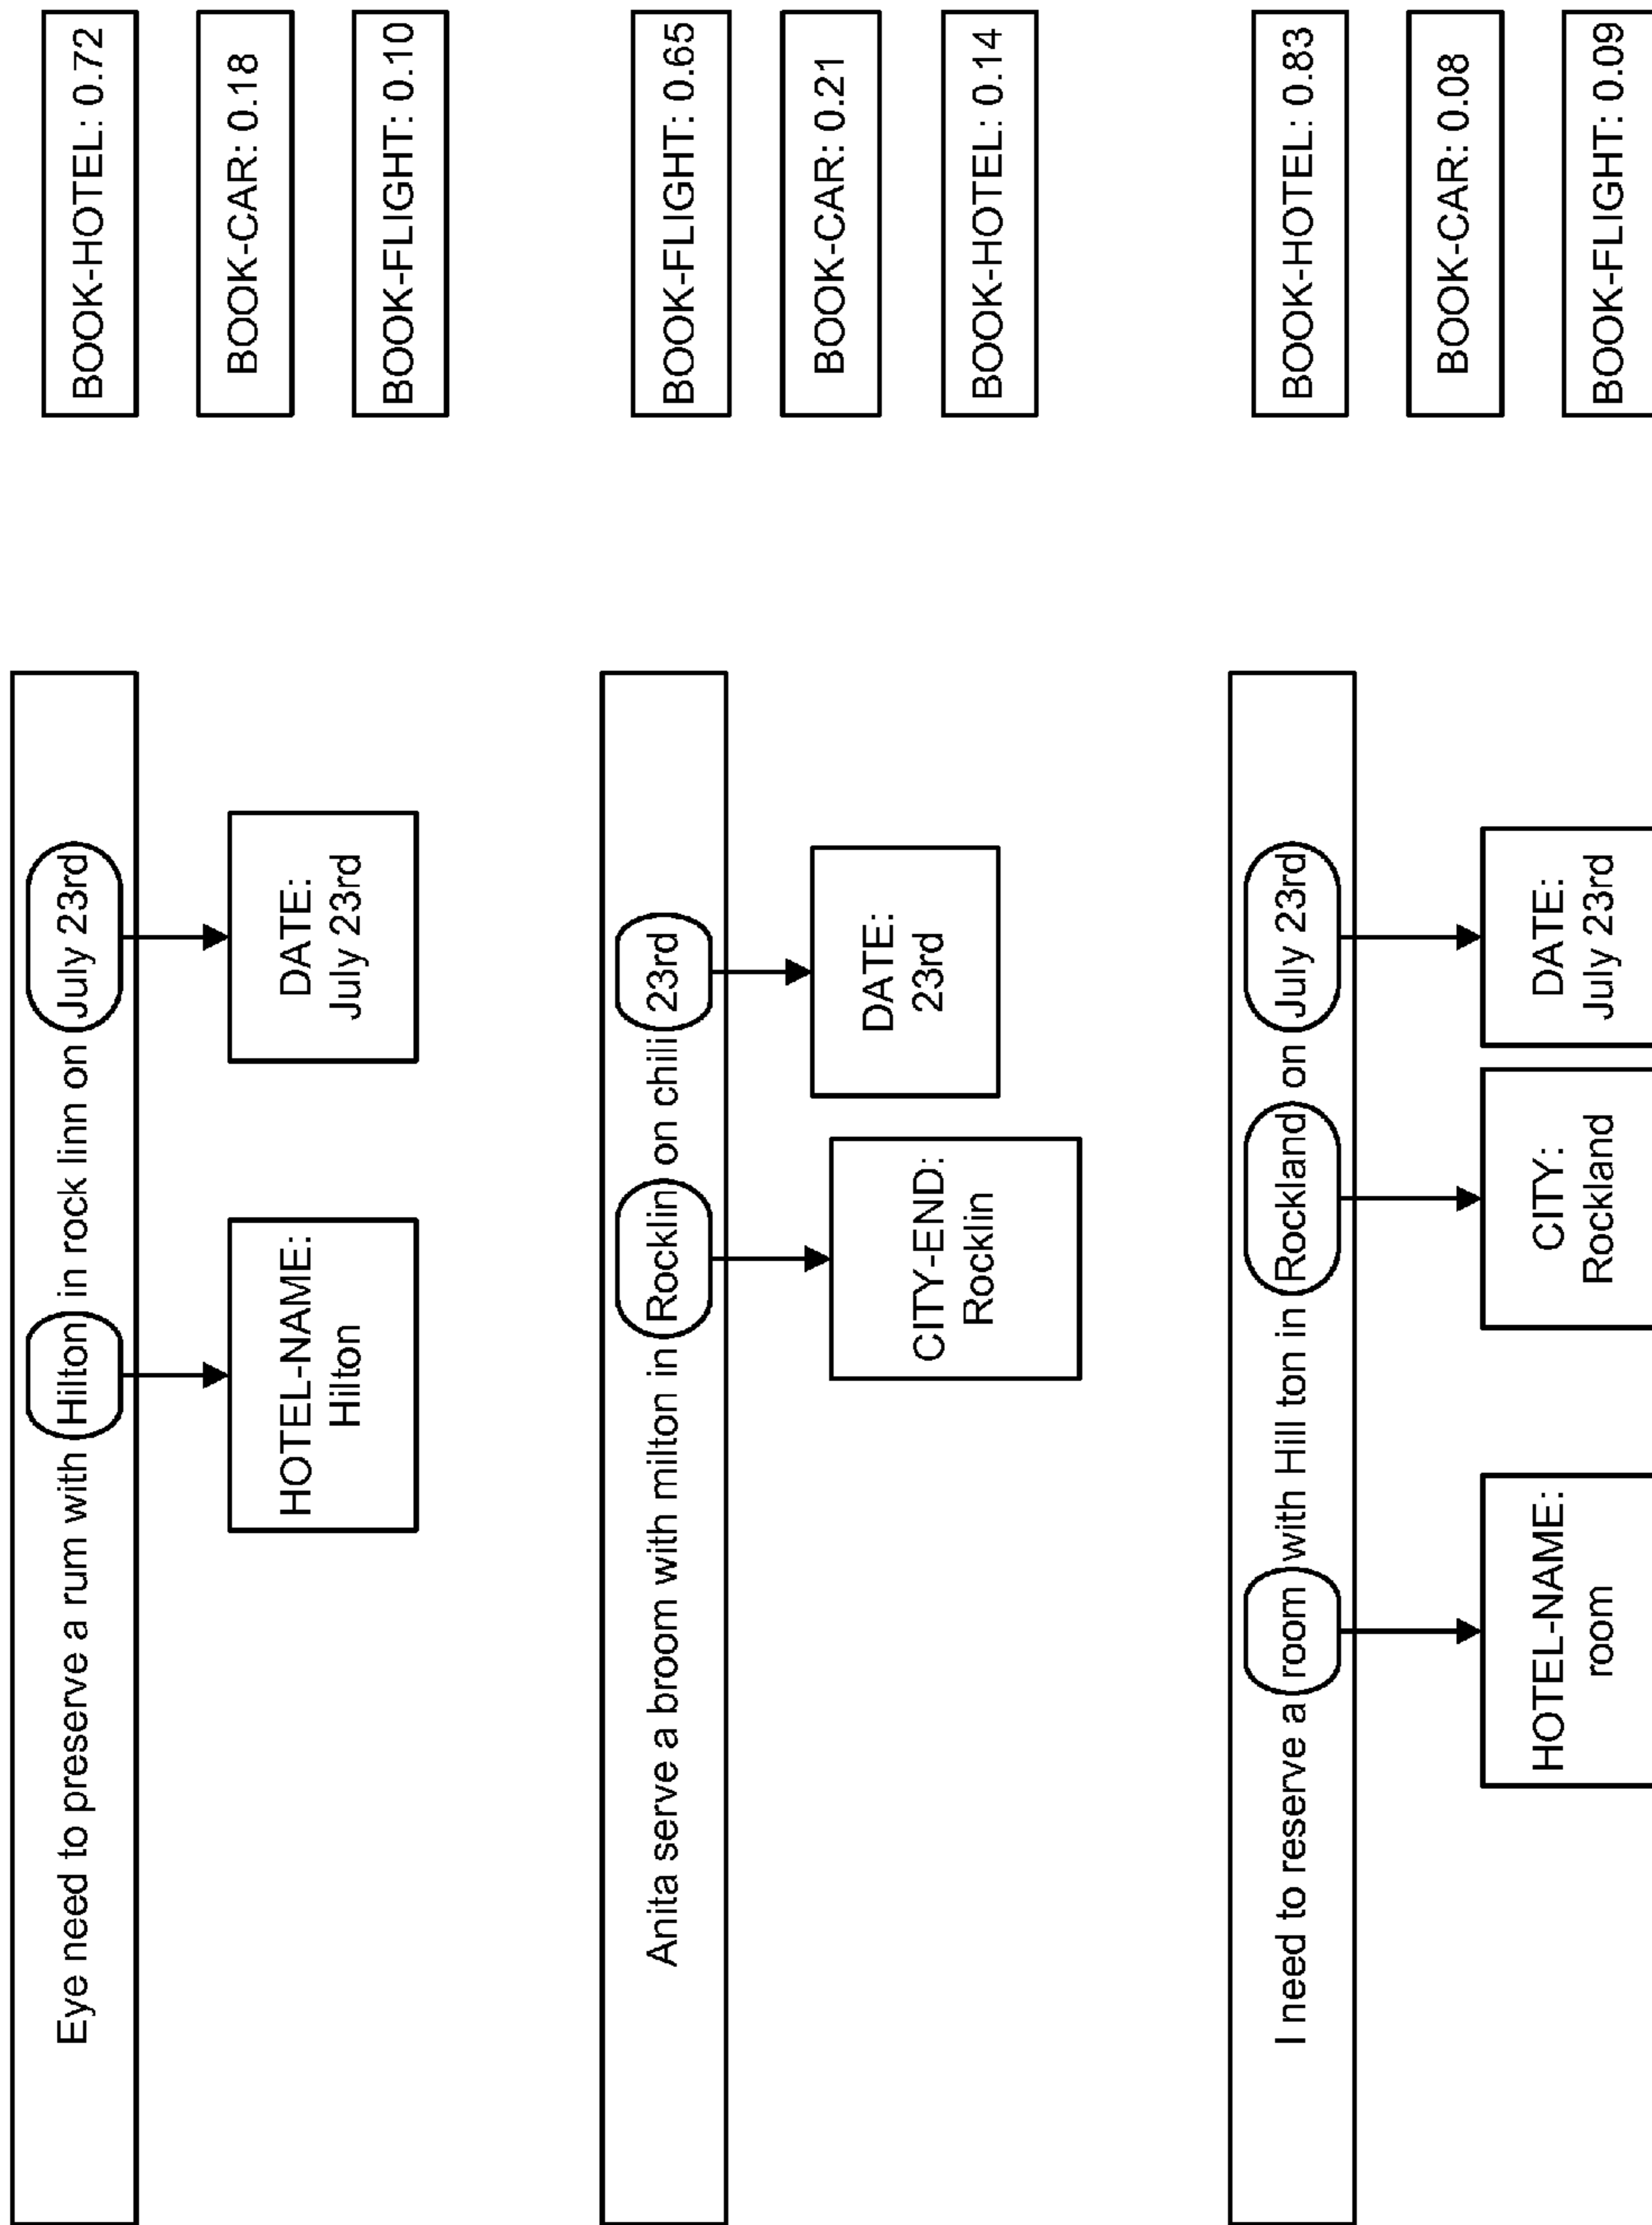 Eye need to preserve a rum with Hilton in rock linn on July 23rd
HOTEL-NAME:
Hilton
DATE:
July 23rd
BOOK-HOTEL: 0.72
BOOK-CAR: 0.18
BOOK-FLIGHT: 0.10
Anita serve a broom with milton in Rocklin on chili 23rd
CITY-END:
Rocklin
DATE:
23rd
BOOK-FLIGHT: 0.65
BOOK-CAR: 0.21
BOOK-HOTEL: 0.14
I need to reserve a room with Hill ton in Rockland on July 23rd
HOTEL-NAME:
room
CITY:
Rockland
DATE:
July 23rd
BOOK-HOTEL: 0.83
BOOK-CAR: 0.08
BOOK-FLIGHT: 0.09